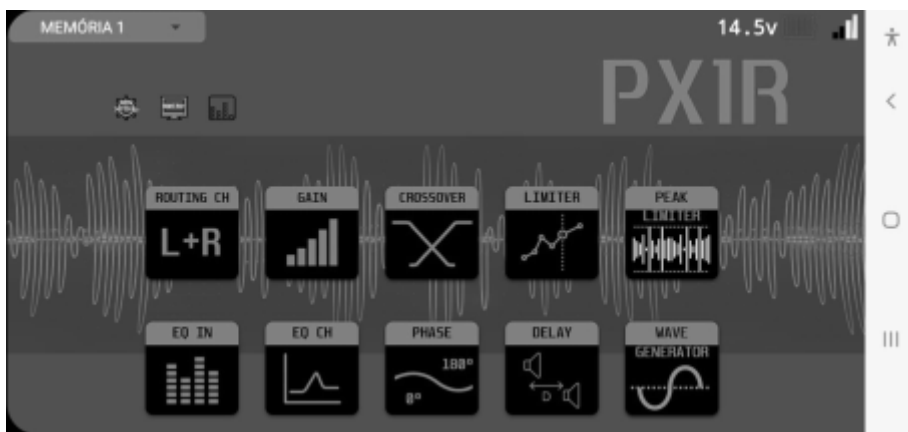 MEMÓRIA 1
14.5v
PX1R
ROUTING CH
L+R
GAIN
CROSSOVER
LIMITER
PEAK
LIMITER
EQ IN
EQ CH
PHASE
180°
0°
DELAY
D
WAVE
GENERATOR